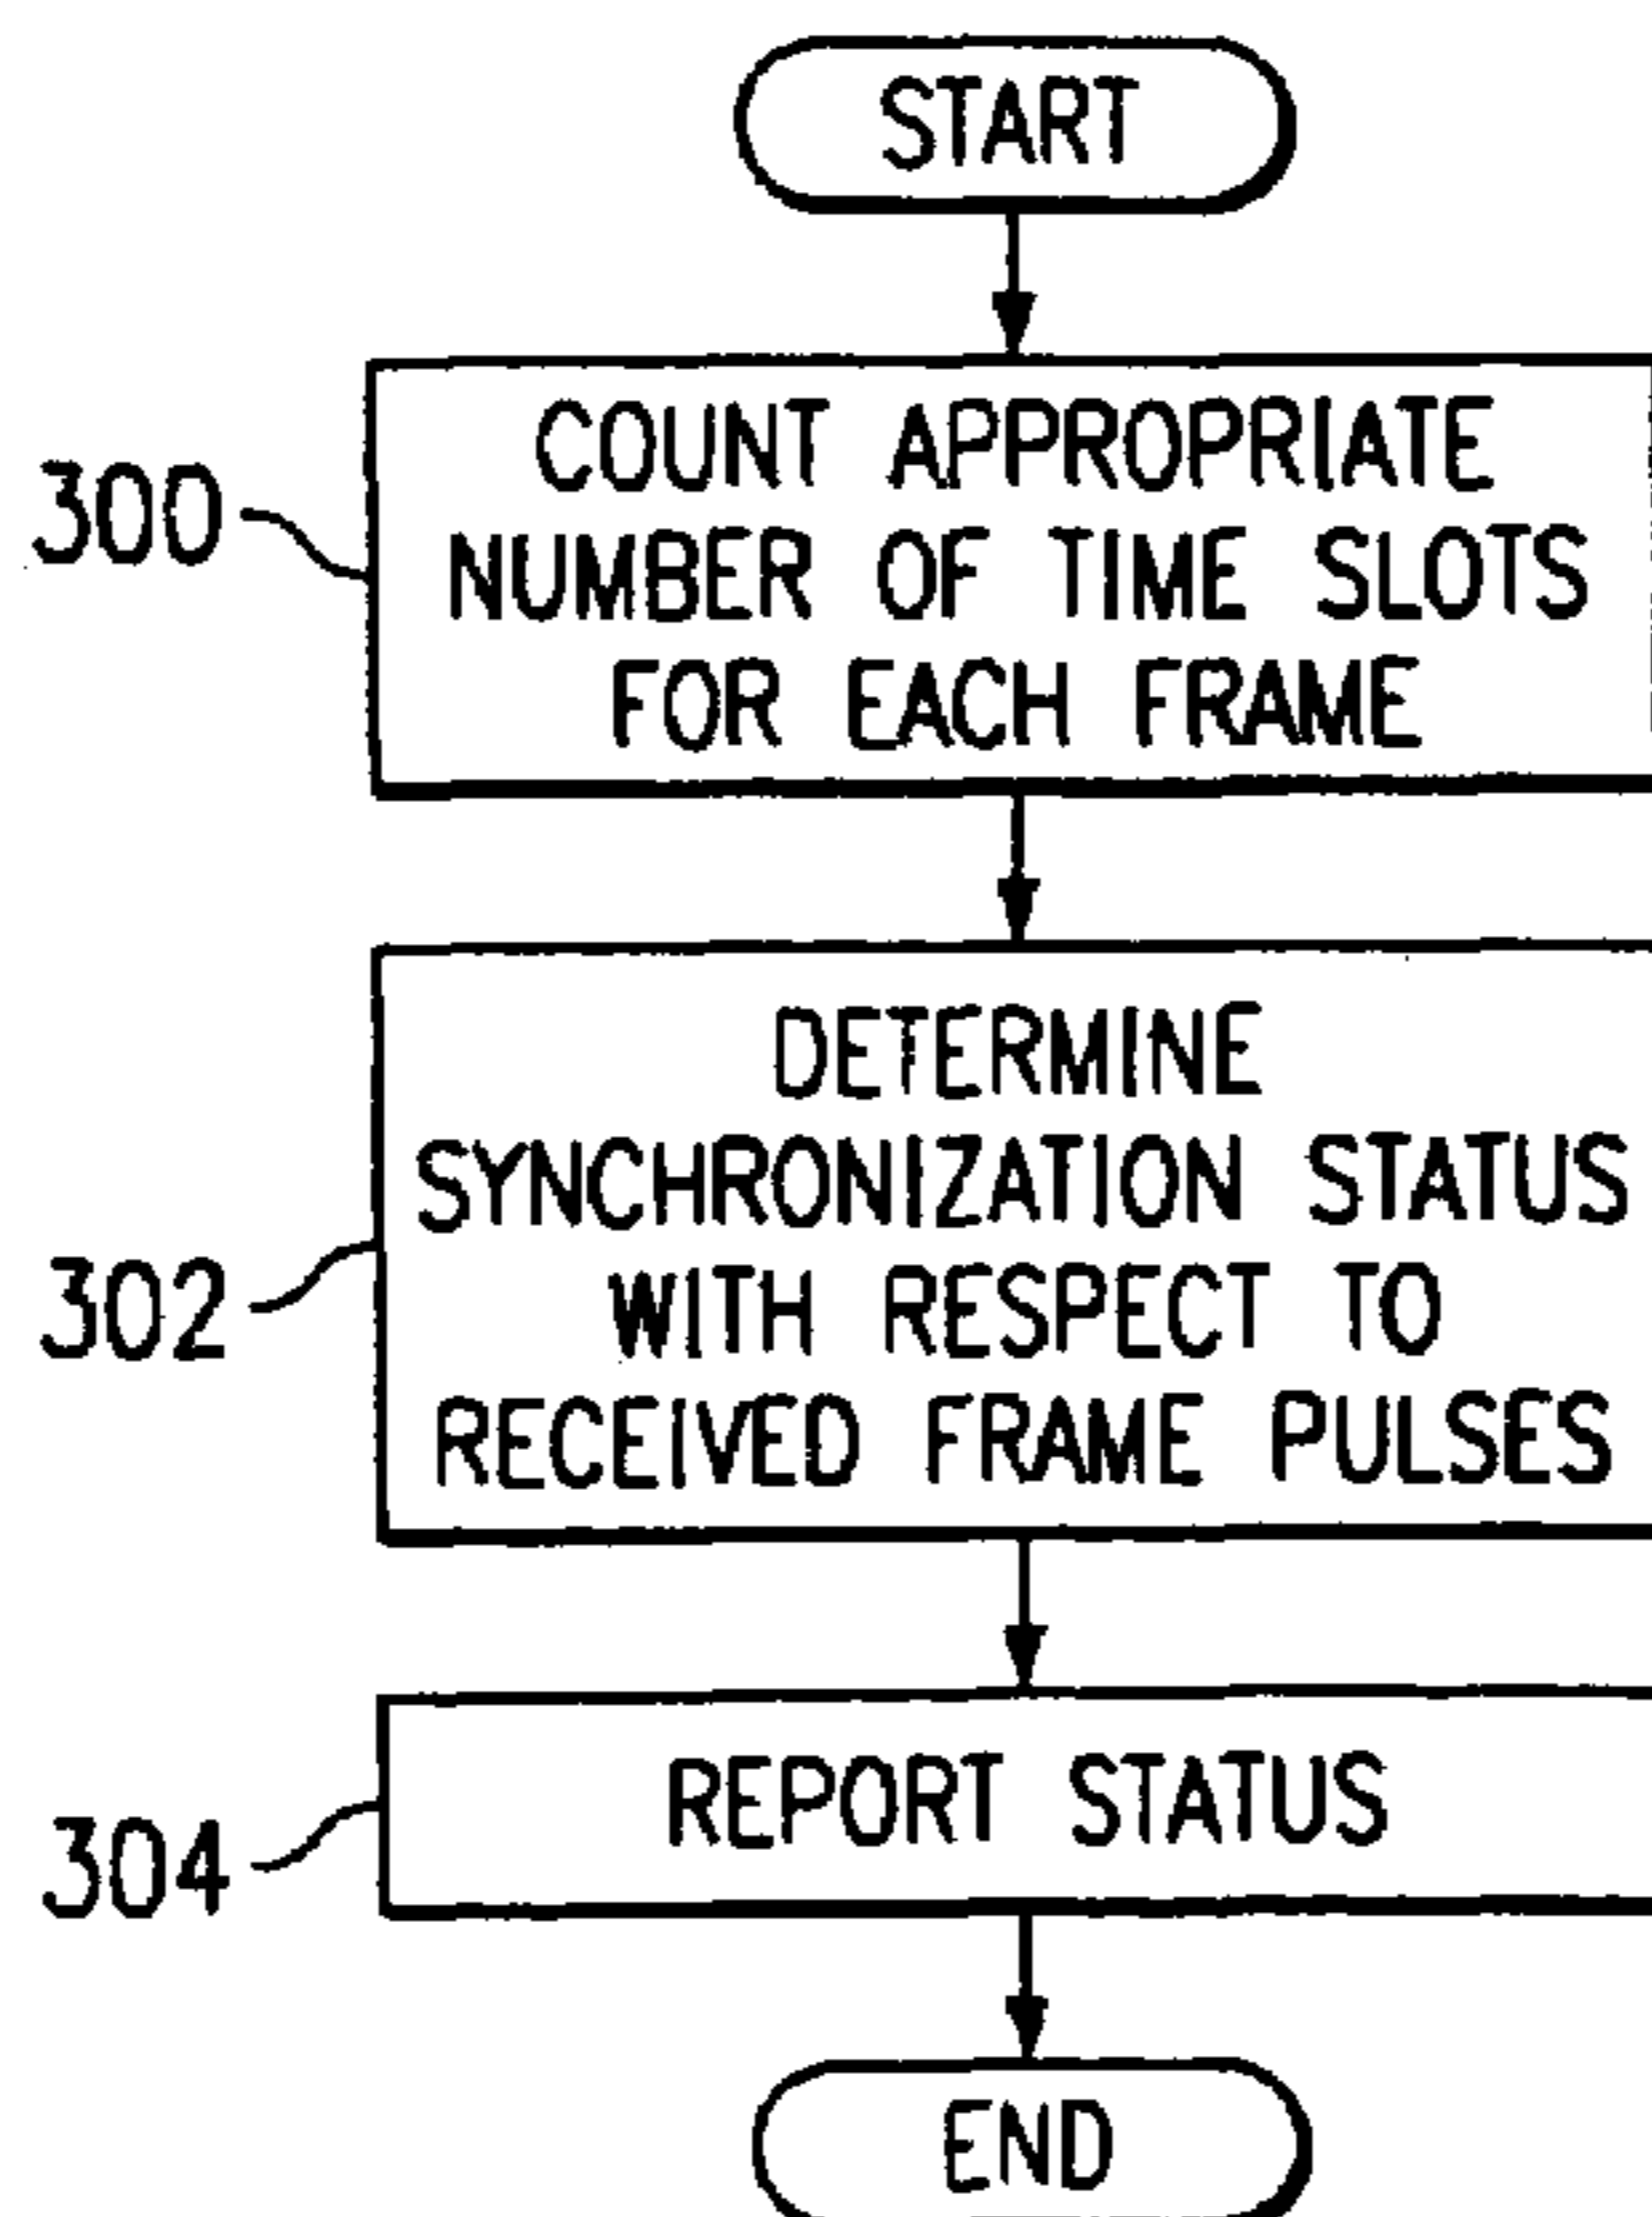 START
300
COUNT APPROPRIATE
NUMBER OF TIME SLOTS
FOR EACH FRAME
302
DETERMINE
SYNCHRONIZATION STATUS
WITH RESPECT TO
RECEIVED FRAME PULSES
304
REPORT STATUS
END